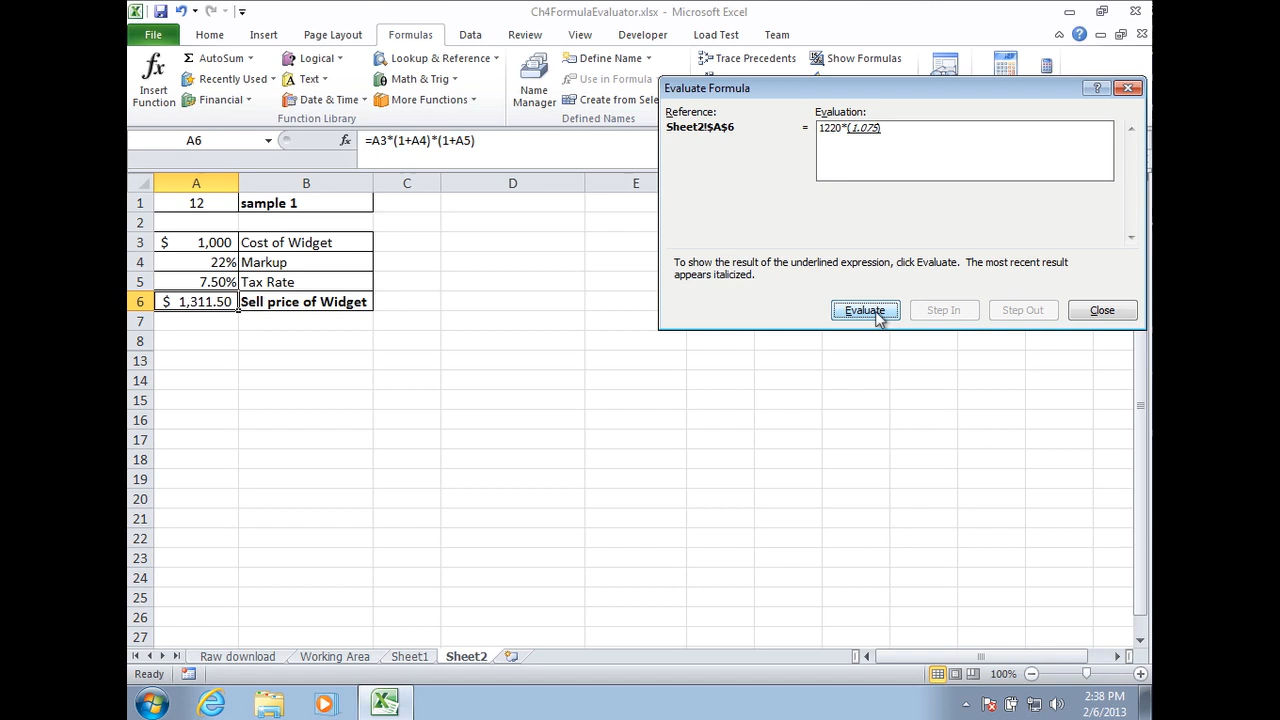 Ch4FormulaEvaluator.xlsx - Microsoft Excel
File Home Insert Page Layout Formulas Data Review View Developer Load Test Team
fx
Insert Function
Σ AutoSum
Recently Used
Financial
Logical
Text
Date & Time
Lookup & Reference
Math & Trig
More Functions
Function Library
Name Manager
Define Name
Use in Formula
Create from Sele
Defined Names
Trace Precedents
Show Formulas
Evaluate Formula
Reference:
Sheet2!$A$6
Evaluation:
= 1220*(1.075)
To show the result of the underlined expression, click Evaluate. The most recent result
appears italicized.
Evaluate Step In Step Out Close
A6 fx =A3*(1+A4)*(1+A5)
A B C D E
1 12 sample 1
2
3 $ 1,000 Cost of Widget
4 22% Markup
5 7.50% Tax Rate
6 $ 1,311.50 Sell price of Widget
7
8
13
14
15
16
17
18
19
20
21
22
23
24
25
26
27
Raw download Working Area Sheet1 Sheet2
Ready 100%
2:38 PM
2/6/2013